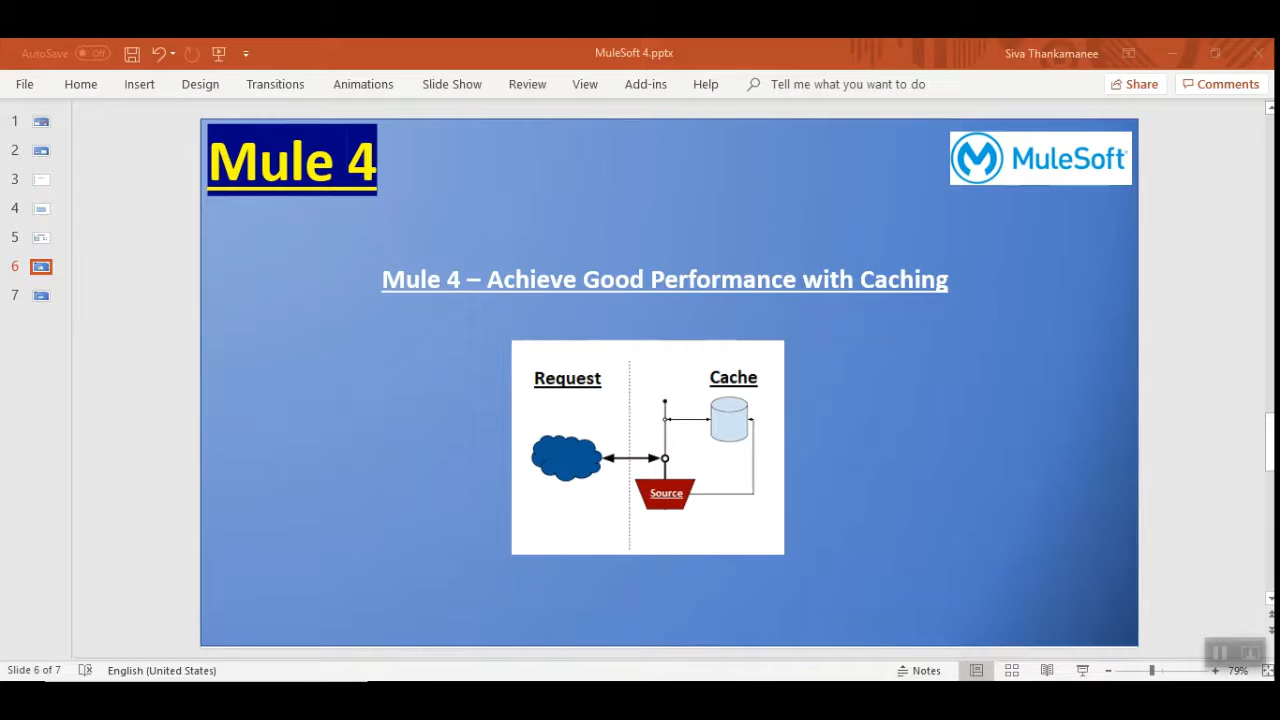 AutoSave Off
MuleSoft 4.pptx
Siva Thankamanee
File Home Insert Design Transitions Animations Slide Show Review View Add-ins Help Tell me what you want to do Share Comments
1
2
3
4
5
6
7
Mule 4
MuleSoft
Mule 4 – Achieve Good Performance with Caching
Request Cache
Source
Slide 6 of 7 English (United States) Notes 79%